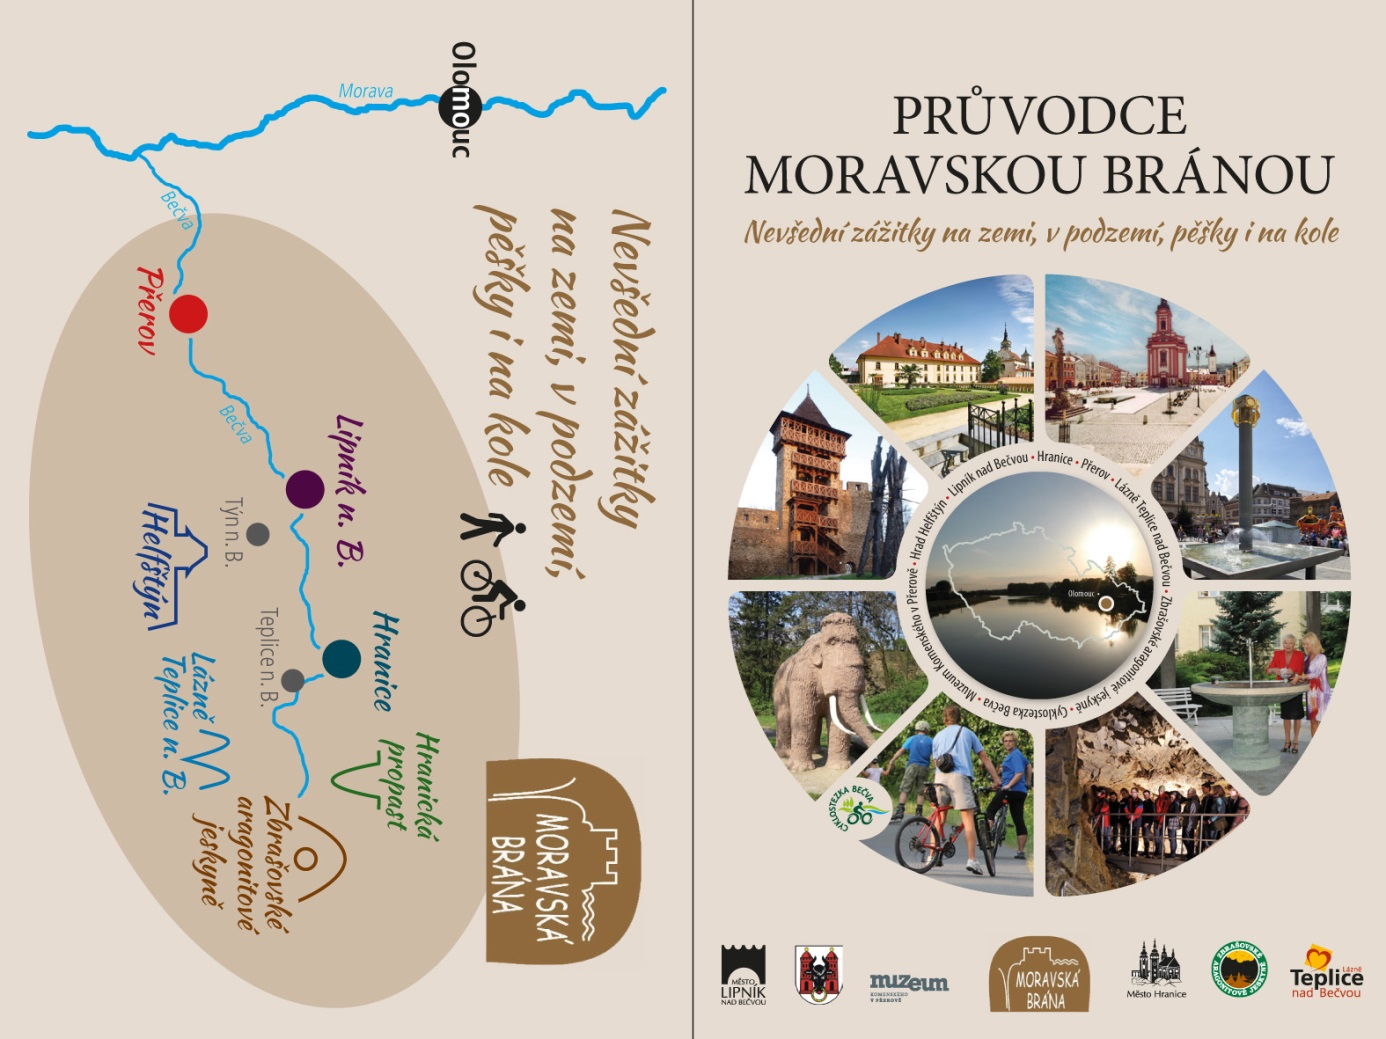 Olomouc
Morava
Bečva
Přerov
Bečva
Lipník n. B.
Týn n. B.
Helfštýn
Teplice n. B.
Hranice
Lázně
Teplice n. B.
Hranická
propast
Zbrašovské
aragonitové
jeskyně
Nevšední zážitky
na zemi, v podzemí,
pěšky i na kole
MORAVSKÁ
BRÁNA
PRŮVODCE
MORAVSKOU BRÁNOU
Nevšední zážitky na zemi, v podzemí, pěšky i na kole
Lipník nad Bečvou • Hranice • Přerov • Lázně Teplice nad Bečvou • Zbrašovské aragonitové jeskyně • Cyklostezka Bečva • Muzeum Komenského v Přerově • Hrad Helfštýn •
Olomouc
CYKLOSTEZKA BEČVA
MĚSTO
LIPNÍK
NAD BEČVOU
muzeum
KOMENSKÉHO
V PŘEROVĚ
MORAVSKÁ
BRÁNA
Město Hranice
ZBRAŠOVSKÉ
ARAGONITOVÉ JESKYNĚ
Lázně
Teplice
nad Bečvou